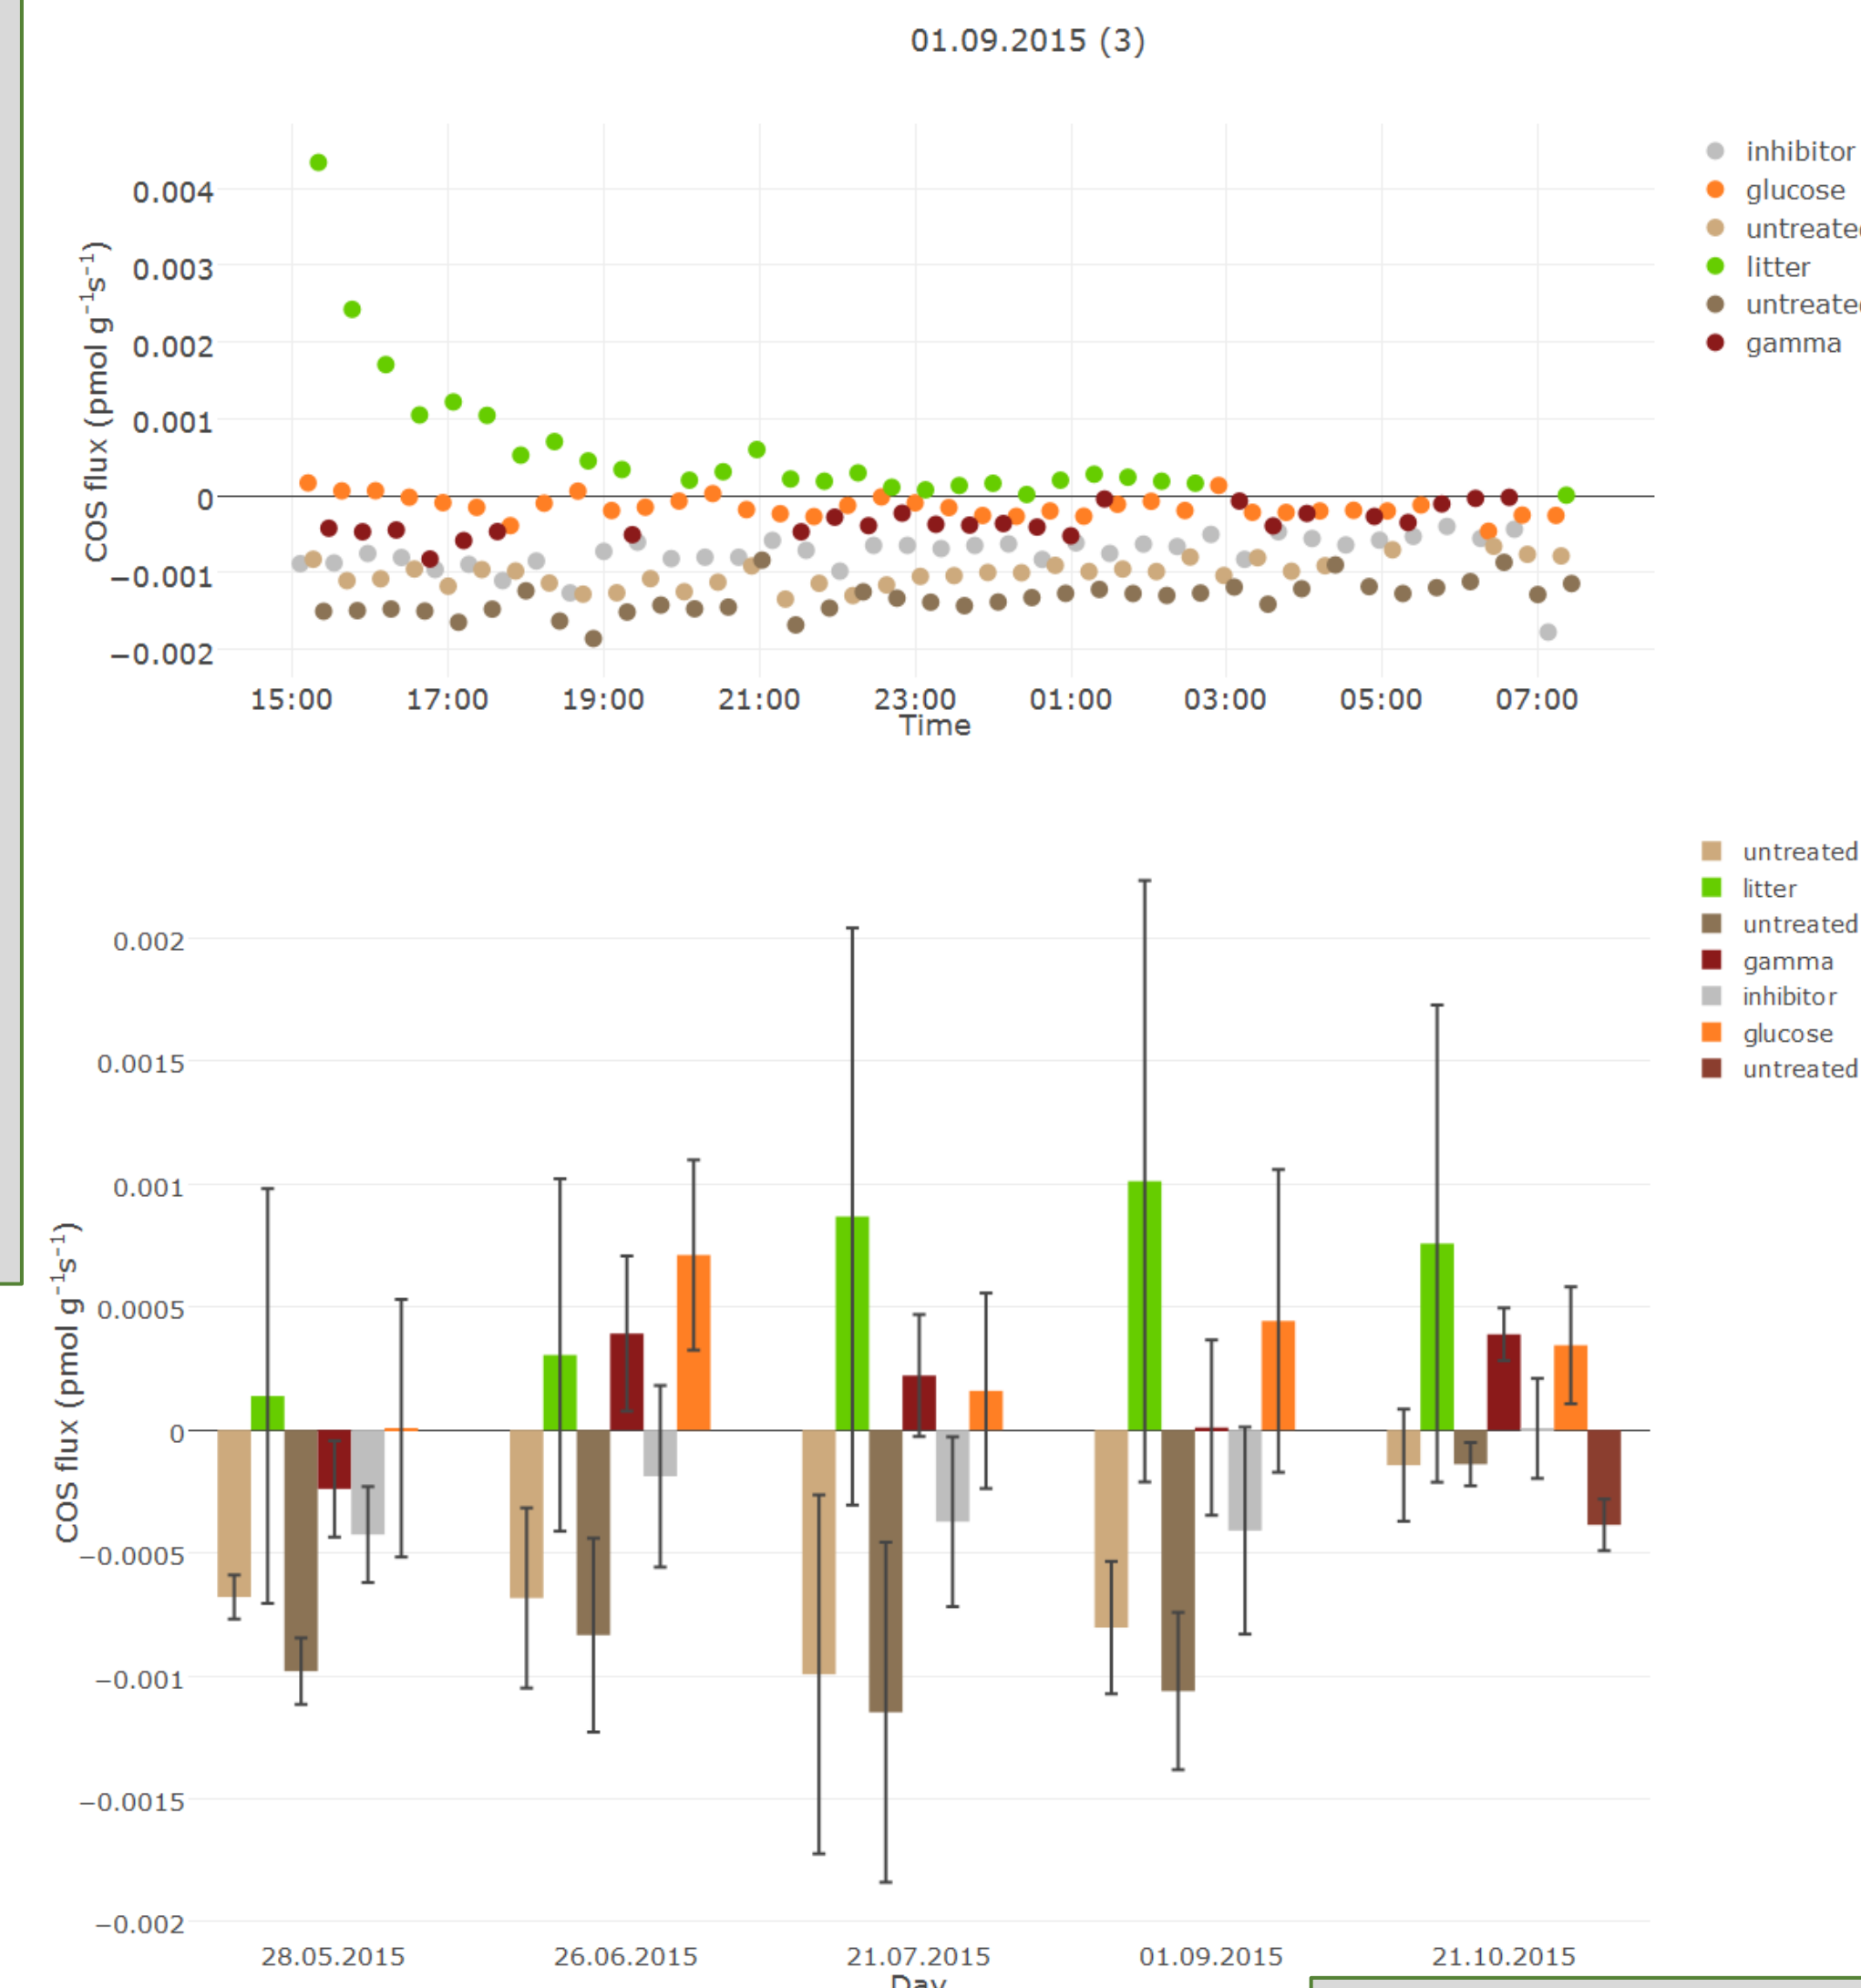 01.09.2015 (3)
COS flux (pmol g⁻¹s⁻¹)
0.004
0.003
0.002
0.001
0
−0.001
−0.002
15:00 17:00 19:00 21:00 23:00 01:00 03:00 05:00 07:00
Time
inhibitor
glucose
litter
gamma
COS flux (pmol g⁻¹s⁻¹)
0.002
0.0015
0.001
0.0005
0
−0.0005
−0.001
−0.0015
−0.002
28.05.2015 26.06.2015 21.07.2015 01.09.2015 21.10.2015
Day
untreated
litter
untreated
gamma
inhibitor
glucose
untreated